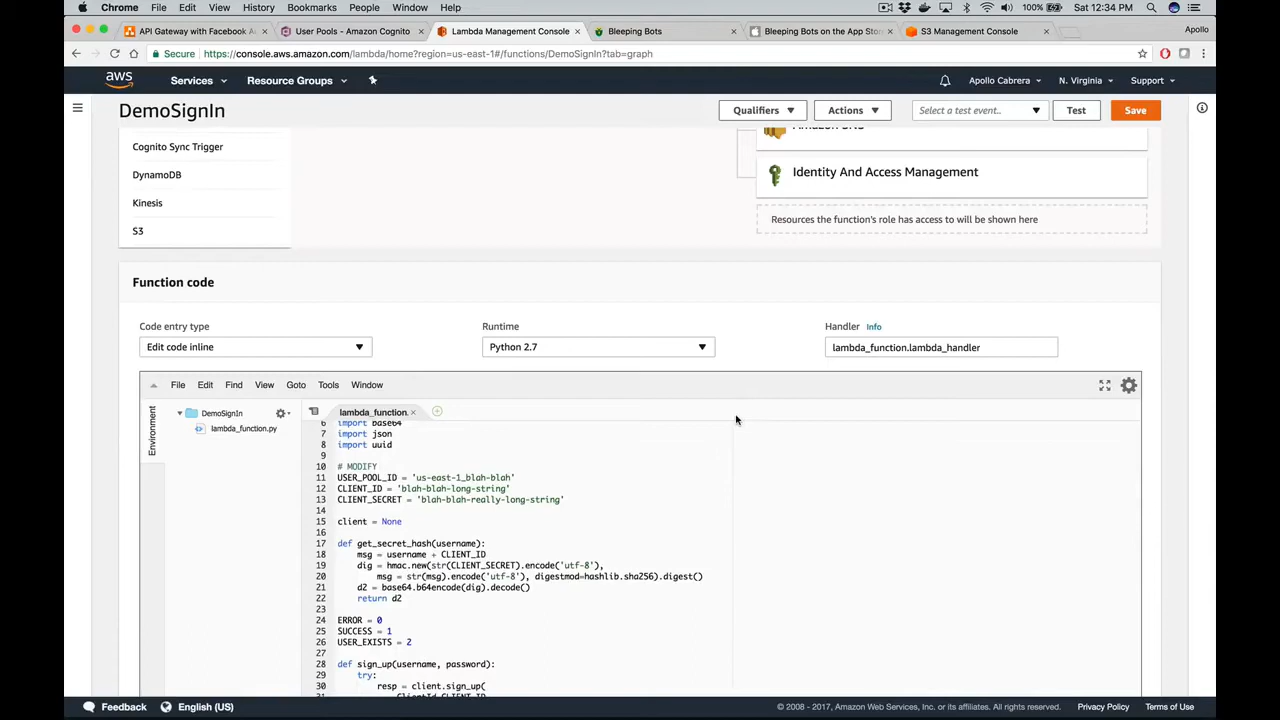 Chrome File Edit View History Bookmarks People Window Help 100% Sat 12:34 PM
API Gateway with Facebook User Pools - Amazon Cognito Lambda Management Console Bleeping Bots Bleeping Bots on the App Stor S3 Management Console Apollo
Secure https://console.aws.amazon.com/lambda/home?region=us-east-1#/functions/DemoSignIn?tab=graph
aws Services Resource Groups Apollo Cabrera N. Virginia Support
DemoSignIn Qualifiers Actions Select a test event.. Test Save
Cognito Sync Trigger
DynamoDB
Kinesis
S3
Identity And Access Management
Resources the function's role has access to will be shown here
Function code
Code entry type Runtime Handler Info
Edit code inline Python 2.7 lambda_function.lambda_handler
File Edit Find View Goto Tools Window
Environment
DemoSignIn
lambda_function.py
lambda_function.
6 import base64
7 import json
8 import uuid
9
10 # MODIFY
11 USER_POOL_ID = 'us-east-1_blah-blah'
12 CLIENT_ID = 'blah-blah-long-string'
13 CLIENT_SECRET = 'blah-blah-really-long-string'
14
15 client = None
16
17 def get_secret_hash(username):
18 msg = username + CLIENT_ID
19 dig = hmac.new(str(CLIENT_SECRET).encode('utf-8'),
20 msg = str(msg).encode('utf-8'), digestmod=hashlib.sha256).digest()
21 d2 = base64.b64encode(dig).decode()
22 return d2
23
24 ERROR = 0
25 SUCCESS = 1
26 USER_EXISTS = 2
27
28 def sign_up(username, password):
29 try:
30 resp = client.sign_up(
Feedback English (US) © 2008 - 2017, Amazon Web Services, Inc. or its affiliates. All rights reserved. Privacy Policy Terms of Use